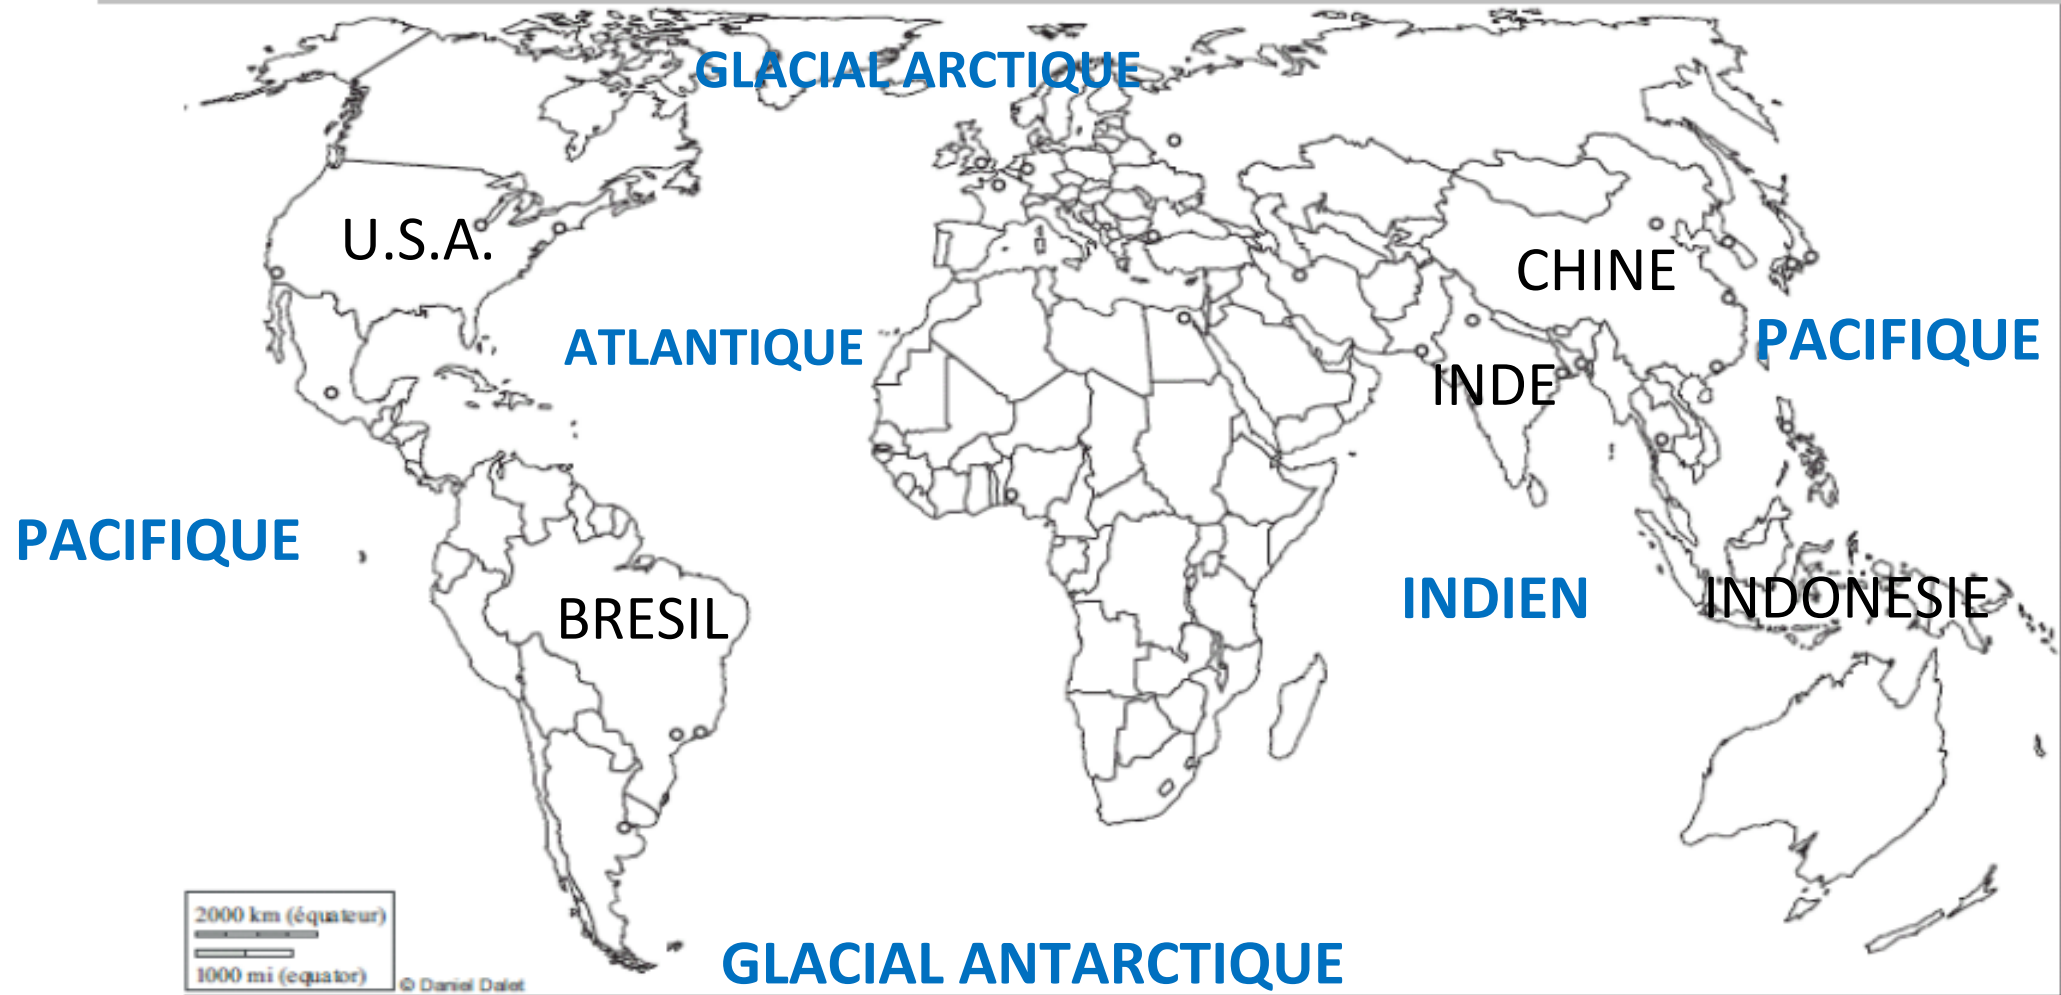 GLACIAL ARCTIQUE
U.S.A.
CHINE
ATLANTIQUE
PACIFIQUE
INDE
PACIFIQUE
INDIEN
INDONESIE
BRESIL
2000 km (équateur)
1000 mi (equator)
© Daniel Dalet
GLACIAL ANTARCTIQUE